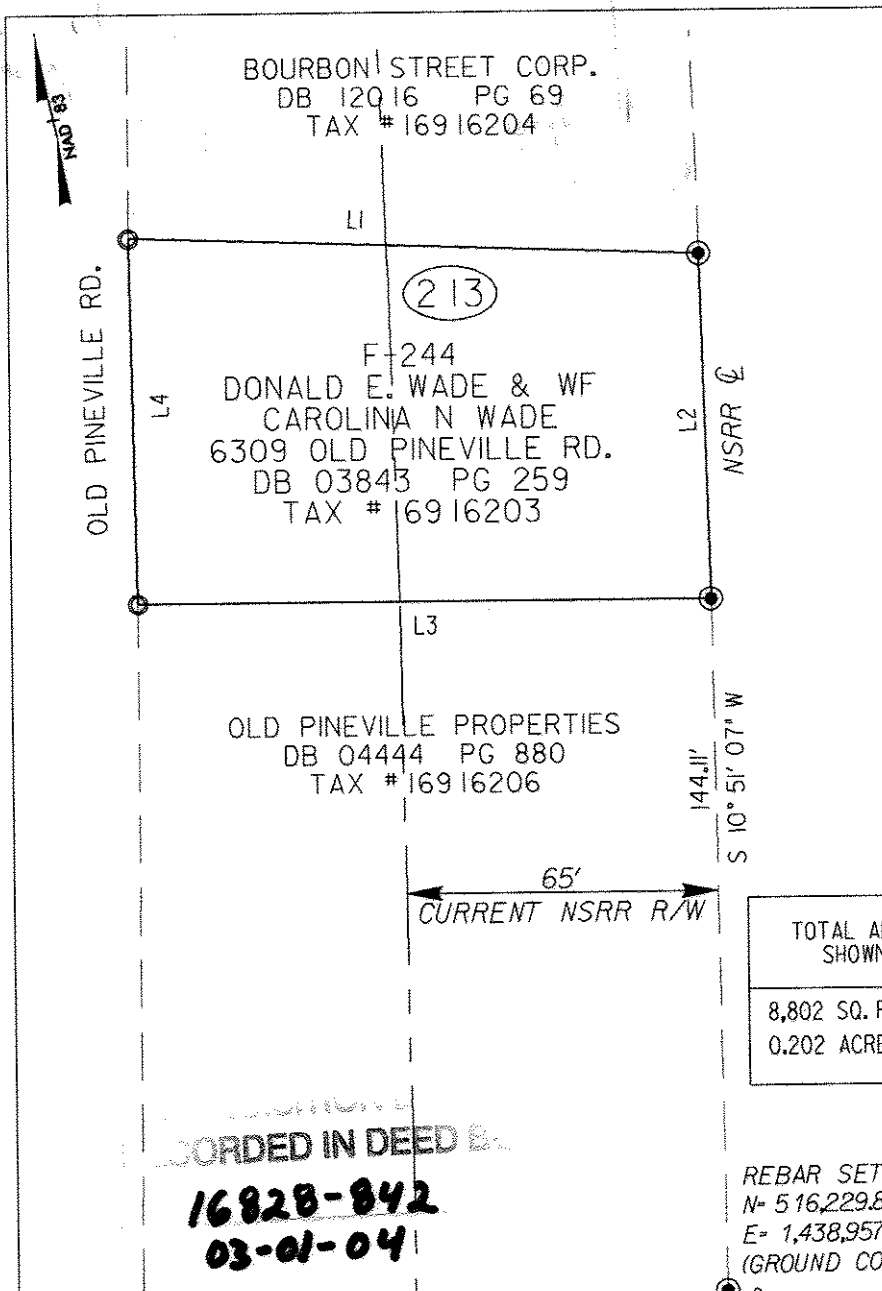 BOURBON STREET CORP.
DB 12016 PG 69
TAX # 16916204
NAD 83
L1
213
OLD PINEVILLE RD.
L4
F-244
DONALD E. WADE & WF
CAROLINIA N WADE
6309 OLD PINEVILLE RD.
DB 03843 PG 259
TAX # 16916203
L2
NSRR ℄
L3
OLD PINEVILLE PROPERTIES
DB 04444 PG 880
TAX # 16916206
144.11'
S 10° 51' 07" W
65'
CURRENT NSRR R/W
TOTAL A
SHOWN
8,802 SQ. F
0.202 ACRE
CORDED IN DEED B
16828-842
03-01-04
REBAR SET
N= 516,229.8
E= 1,438,957
(GROUND CO